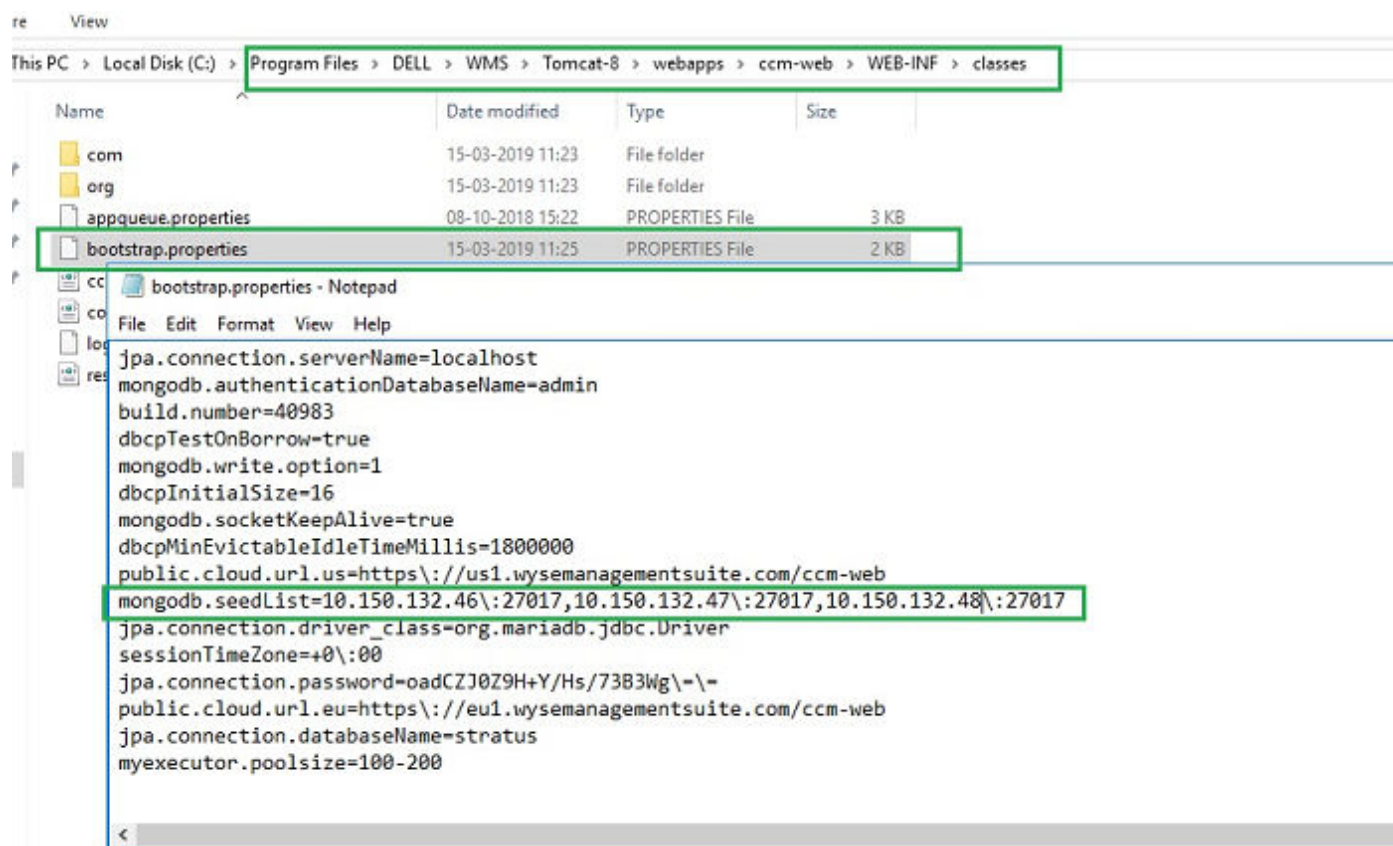 re View
This PC > Local Disk (C:) > Program Files > DELL > WMS > Tomcat-8 > webapps > ccm-web > WEB-INF > classes
Name Date modified Type Size
com 15-03-2019 11:23 File folder
org 15-03-2019 11:23 File folder
appqueue.properties 08-10-2018 15:22 PROPERTIES File 3 KB
bootstrap.properties 15-03-2019 11:25 PROPERTIES File 2 KB
cc
bootstrap.properties - Notepad
co
File Edit Format View Help
log
res
jpa.connection.serverName=localhost
mongodb.authenticationDatabaseName=admin
build.number=40983
dbcpTestOnBorrow=true
mongodb.write.option=1
dbcpInitialSize=16
mongodb.socketKeepAlive=true
dbcpMinEvictableIdleTimeMillis=1800000
public.cloud.url.us=https\://us1.wysemanagementsuite.com/ccm-web
mongodb.seedList=10.150.132.46\:27017,10.150.132.47\:27017,10.150.132.48\:27017
jpa.connection.driver_class=org.mariadb.jdbc.Driver
sessionTimeZone=+0\:00
jpa.connection.password=oadCZJ0Z9H+Y/Hs/73B3Wg\=\=
public.cloud.url.eu=https\://eu1.wysemanagementsuite.com/ccm-web
jpa.connection.databaseName=stratus
myexecutor.poolsize=100-200